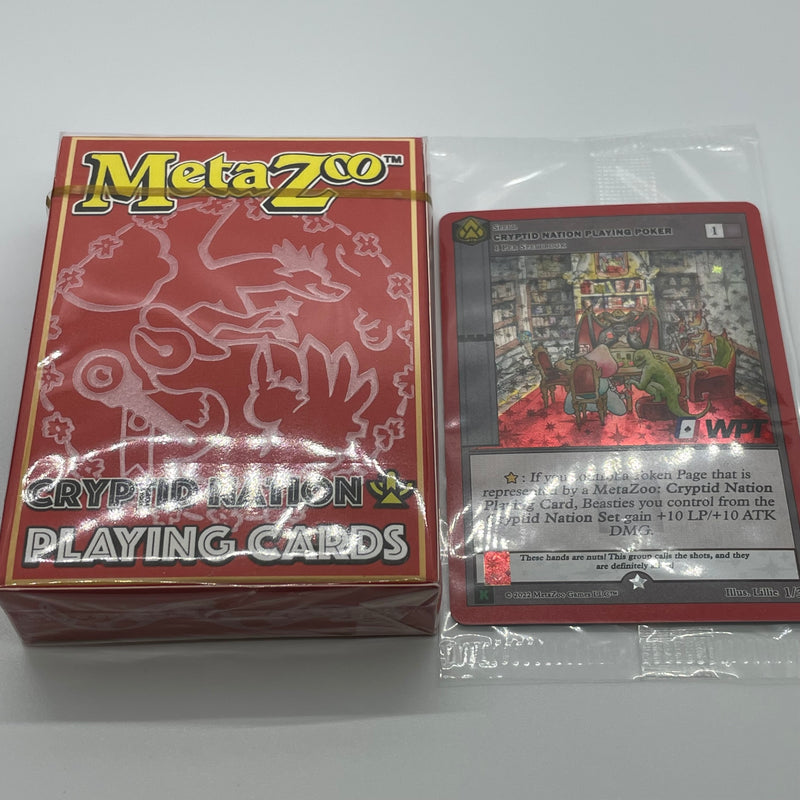 MetaZoo™
CRYPTID NATION
PLAYING CARDS
SPELL
CRYPTID NATION PLAYING POKER
1
1 PER SPELLBOOK
WPT
: If you a Token Page that is
represented by a MetaZoo: Cryptid Nation
Playing Card, Beasties you control from the
Cryptid Nation Set gain +10 LP/+10 ATK
DMG.
These hands are nuts! This group calls the shots, and they
are definitely
K
© 2022 MetaZoo Games LLC™
Illus. Lillie 1/